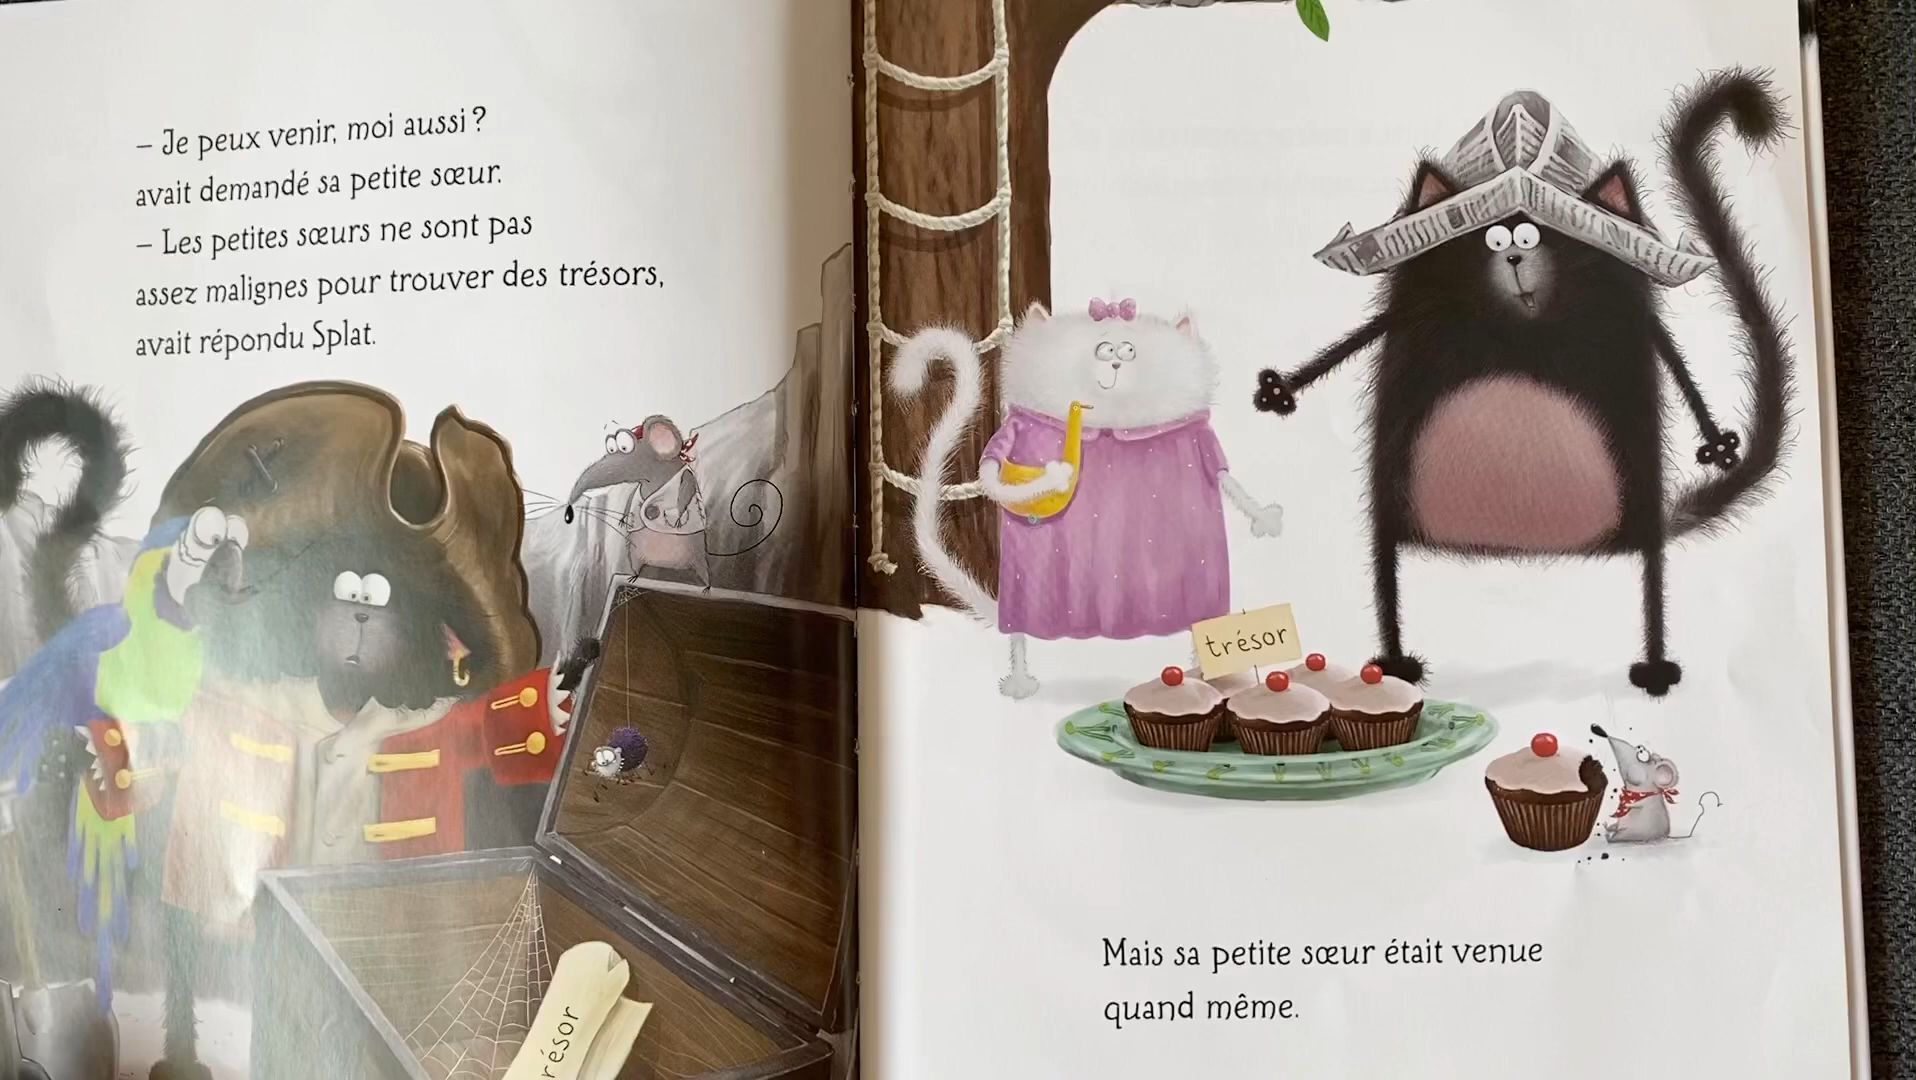 – Je peux venir, moi aussi ?
avait demandé sa petite sœur.
– Les petites sœurs ne sont pas
assez malignes pour trouver des trésors,
avait répondu Splat.
résor
trésor
Mais sa petite sœur était venue
quand même.